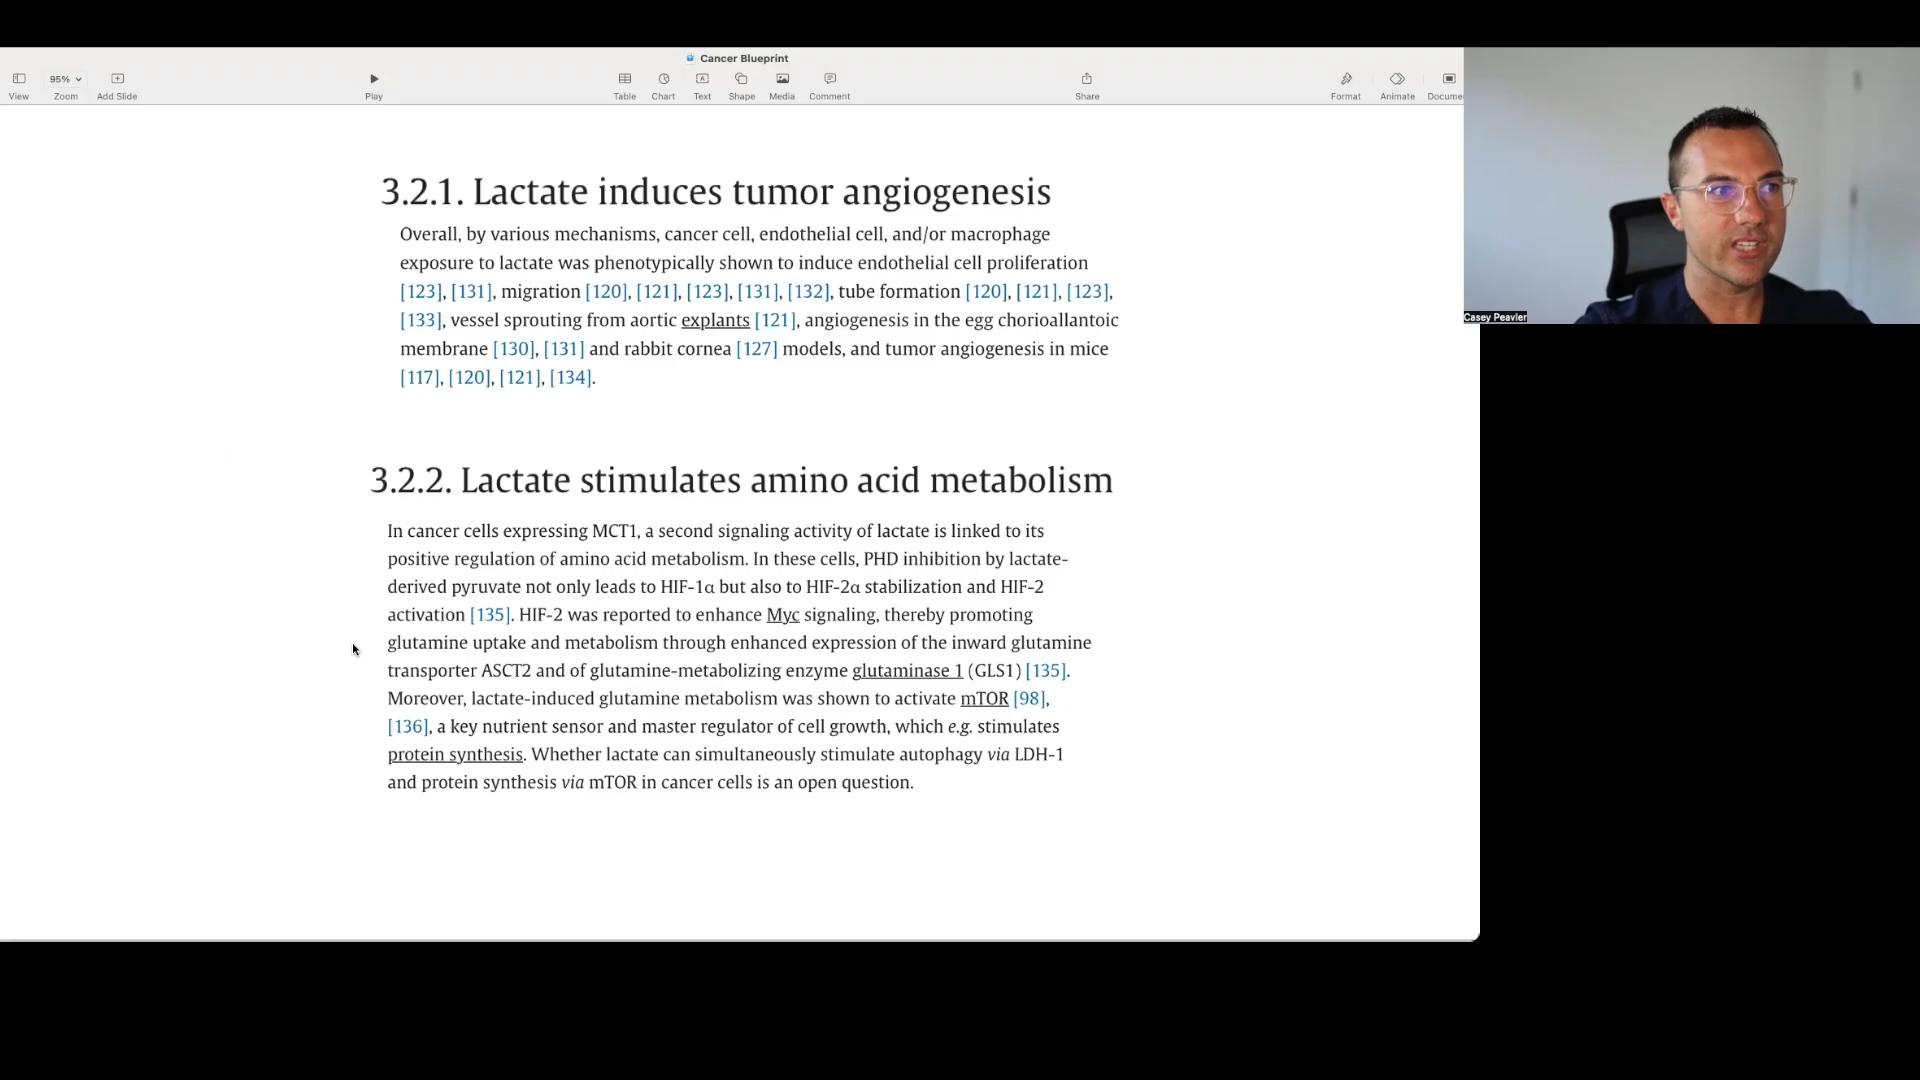 Cancer Blueprint
95%
View Zoom Add Slide Play Table Chart Text Shape Media Comment Share Format Animate Docume
Casey Peavler
3.2.1. Lactate induces tumor angiogenesis
Overall, by various mechanisms, cancer cell, endothelial cell, and/or macrophage
exposure to lactate was phenotypically shown to induce endothelial cell proliferation
[123], [131], migration [120], [121], [123], [131], [132], tube formation [120], [121], [123],
[133], vessel sprouting from aortic explants [121], angiogenesis in the egg chorioallantoic
membrane [130], [131] and rabbit cornea [127] models, and tumor angiogenesis in mice
[117], [120], [121], [134].
3.2.2. Lactate stimulates amino acid metabolism
In cancer cells expressing MCT1, a second signaling activity of lactate is linked to its
positive regulation of amino acid metabolism. In these cells, PHD inhibition by lactate-
derived pyruvate not only leads to HIF-1α but also to HIF-2α stabilization and HIF-2
activation [135]. HIF-2 was reported to enhance Myc signaling, thereby promoting
glutamine uptake and metabolism through enhanced expression of the inward glutamine
transporter ASCT2 and of glutamine-metabolizing enzyme glutaminase 1 (GLS1) [135].
Moreover, lactate-induced glutamine metabolism was shown to activate mTOR [98],
[136], a key nutrient sensor and master regulator of cell growth, which e.g. stimulates
protein synthesis. Whether lactate can simultaneously stimulate autophagy via LDH-1
and protein synthesis via mTOR in cancer cells is an open question.